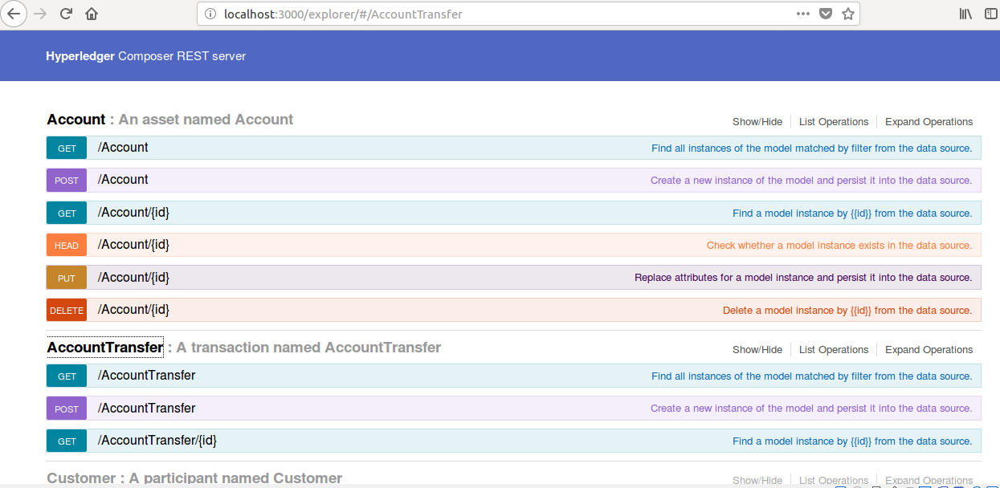 localhost:3000/explorer/#/AccountTransfer
Hyperledger Composer REST server
Account : An asset named Account Show/Hide List Operations Expand Operations
GET /Account Find all instances of the model matched by filter from the data source.
POST /Account Create a new instance of the model and persist it into the data source.
GET /Account/{id} Find a model instance by {{id}} from the data source.
HEAD /Account/{id} Check whether a model instance exists in the data source.
PUT /Account/{id} Replace attributes for a model instance and persist it into the data source.
DELETE /Account/{id} Delete a model instance by {{id}} from the data source.
AccountTransfer : A transaction named AccountTransfer Show/Hide List Operations Expand Operations
GET /AccountTransfer Find all instances of the model matched by filter from the data source.
POST /AccountTransfer Create a new instance of the model and persist it into the data source.
GET /AccountTransfer/{id} Find a model instance by {{id}} from the data source.
Customer : A participant named Customer Show/Hide List Operations Expand Operations